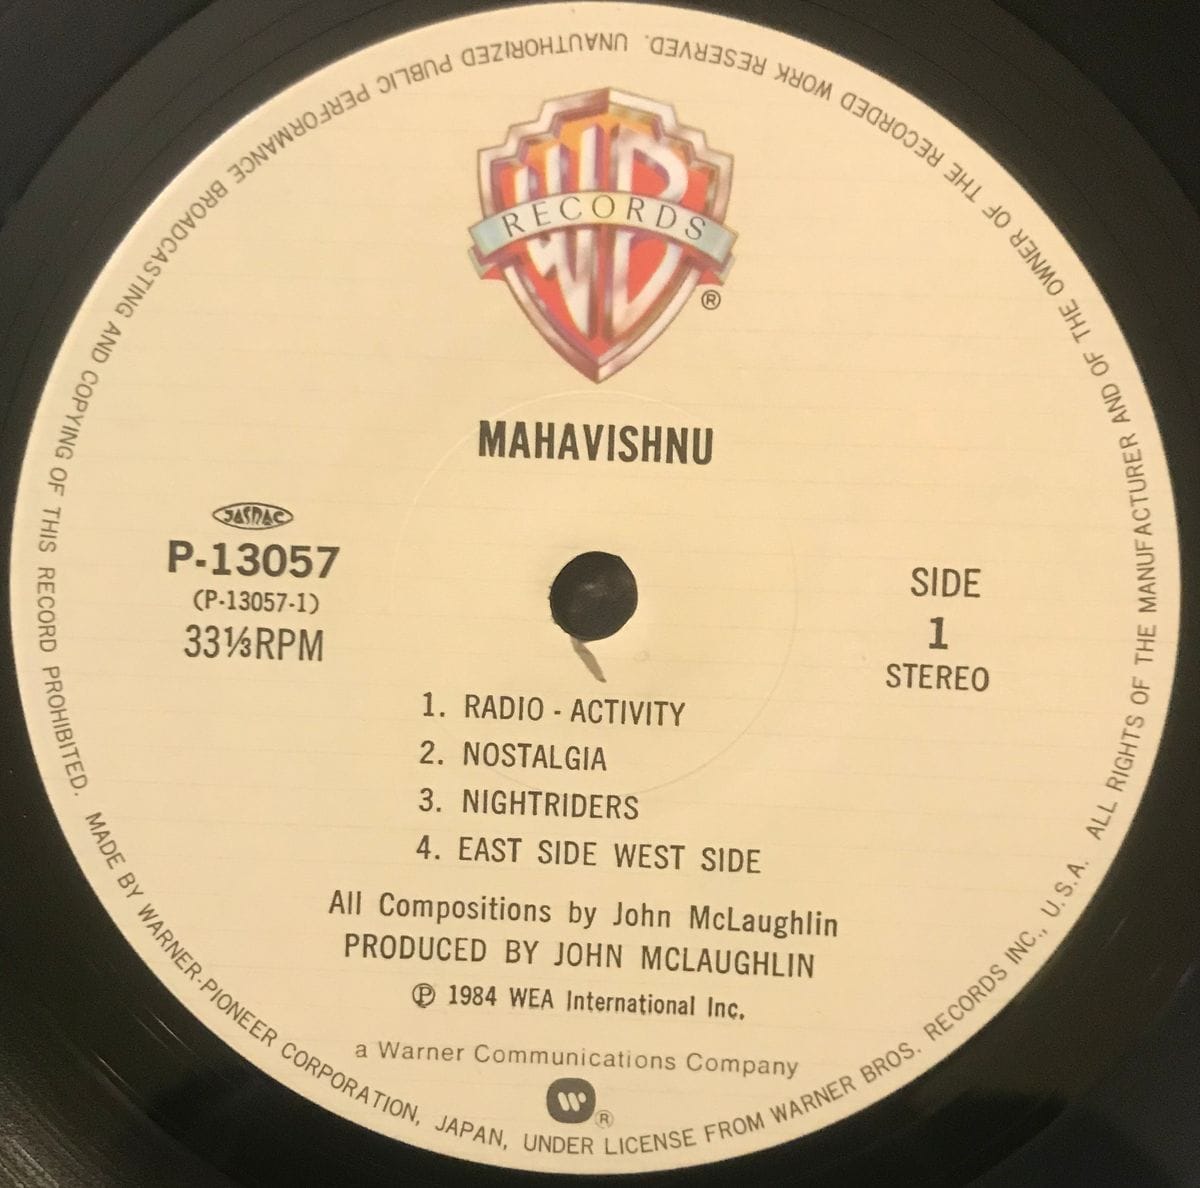 WB
RECORDS
®
MAHAVISHNU
JASRAC
P-13057
(P-13057-1)
33⅓RPM
SIDE
1
STEREO
1. RADIO - ACTIVITY
2. NOSTALGIA
3. NIGHTRIDERS
4. EAST SIDE WEST SIDE
All Compositions by John McLaughlin
PRODUCED BY JOHN MCLAUGHLIN
℗ 1984 WEA International Inc.
a Warner Communications Company
W®
MADE BY WARNER-PIONEER CORPORATION, JAPAN, UNDER LICENSE FROM WARNER BROS. RECORDS INC., U.S.A. ALL RIGHTS OF THE MANUFACTURER AND OF THE OWNER OF THE RECORDED WORK RESERVED. UNAUTHORIZED PUBLIC PERFORMANCE BROADCASTING AND COPYING OF THIS RECORD PROHIBITED.